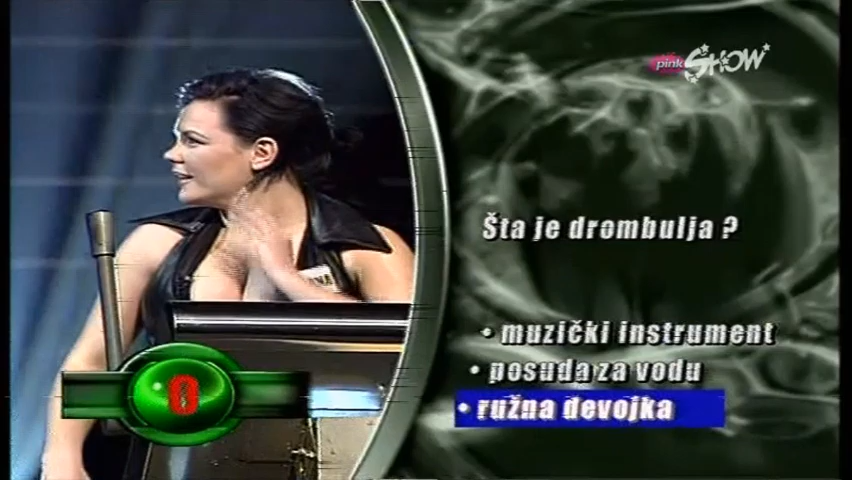 pink SHOW
Šta je drombulja ?
• muzički instrument
• posuda za vodu
• ružna devojka
0